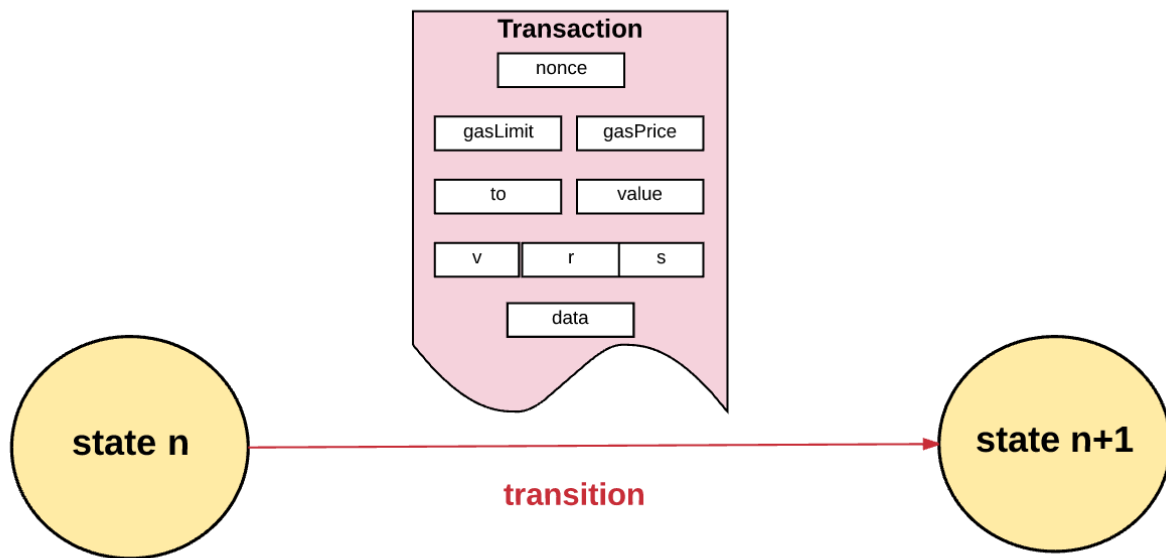 Transaction
nonce
gasLimit gasPrice
to value
v r s
data
state n
state n+1
transition